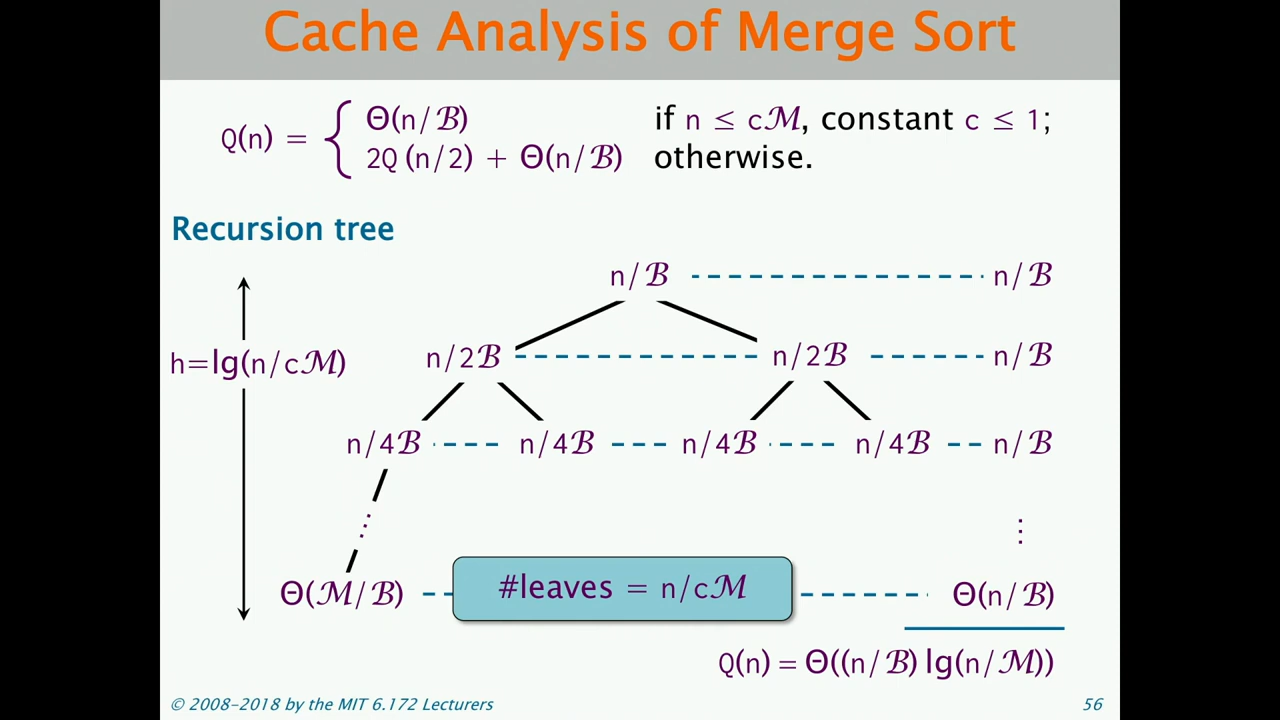 Cache Analysis of Merge Sort
Q(n) = { Θ(n/ℬ) if n ≤ cℳ, constant c ≤ 1;
2Q(n/2) + Θ(n/ℬ) otherwise.
Recursion tree
n/ℬ n/ℬ
h=lg(n/cℳ) n/2ℬ n/2ℬ n/ℬ
n/4ℬ n/4ℬ n/4ℬ n/4ℬ n/ℬ
⋮ ⋮
Θ(ℳ/ℬ) #leaves = n/cℳ Θ(n/ℬ)
Q(n) = Θ((n/ℬ) lg(n/ℳ))
© 2008–2018 by the MIT 6.172 Lecturers 56